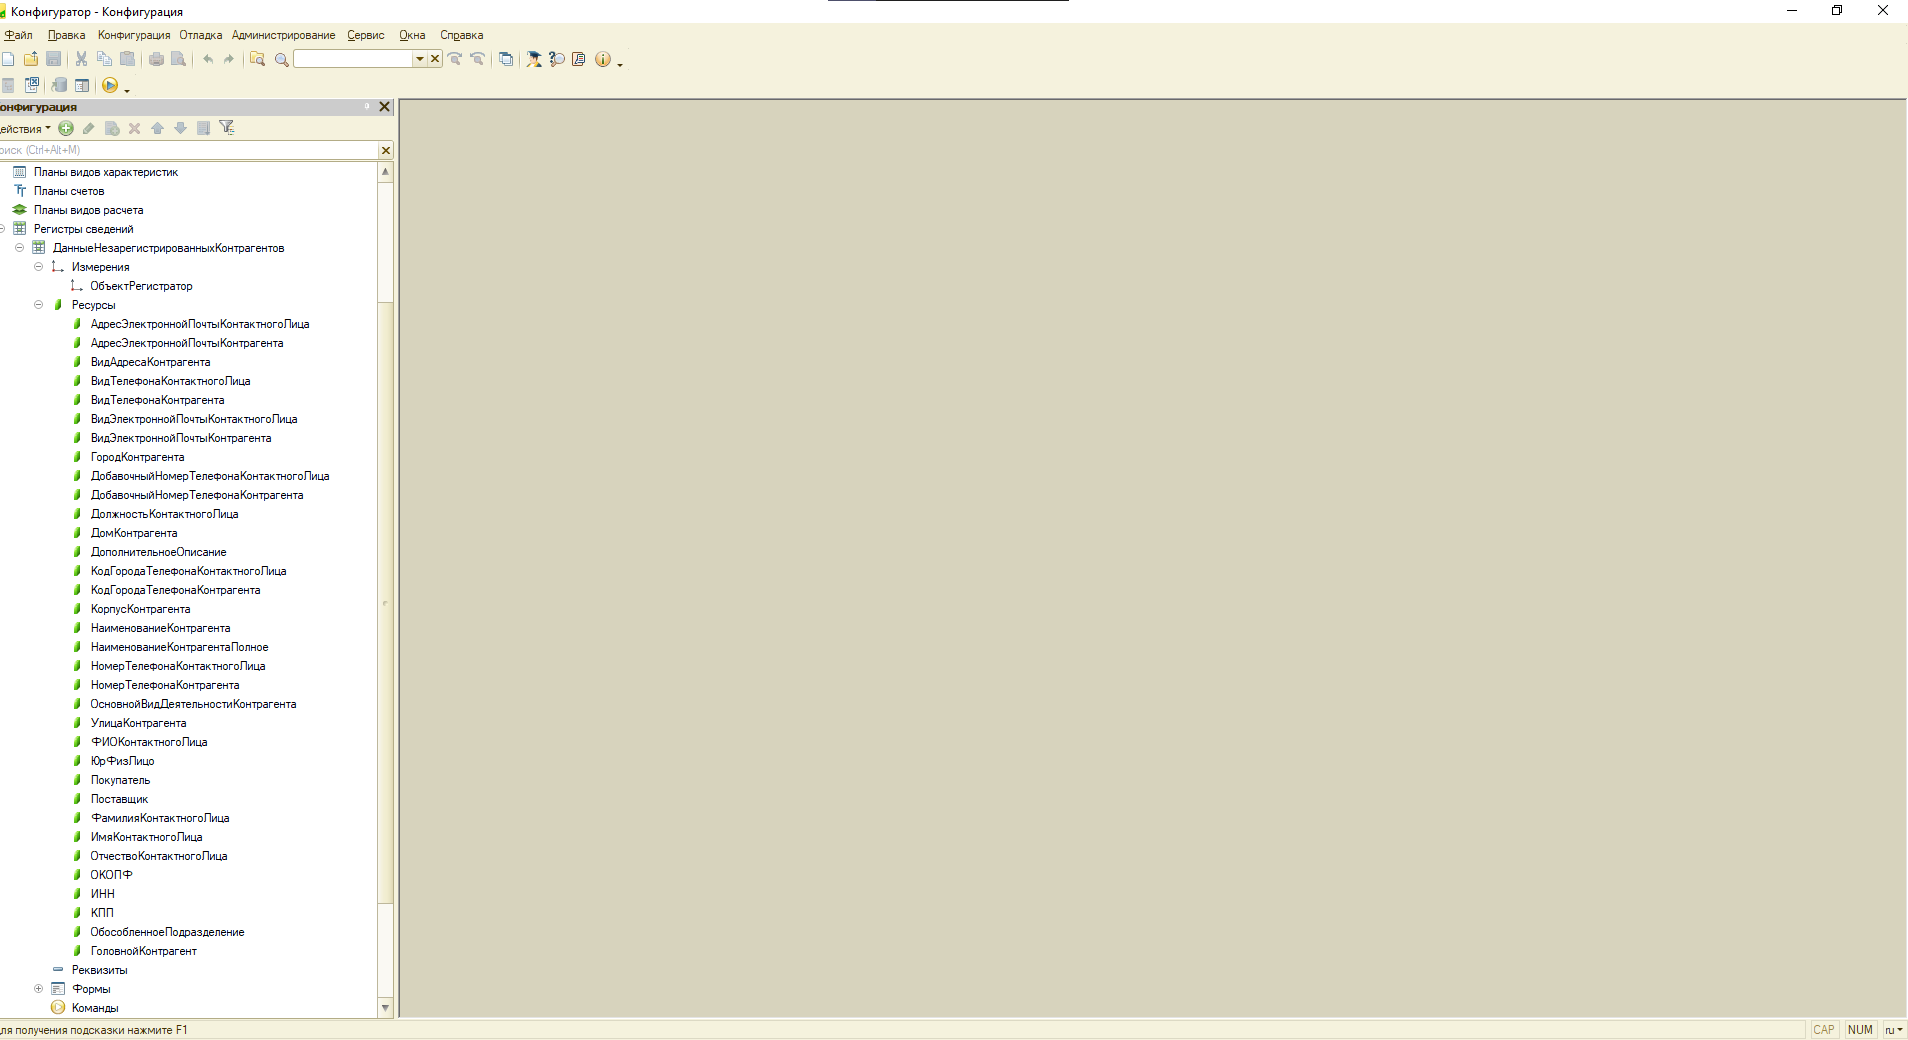 Конфигуратор - Конфигурация
Файл Правка Конфигурация Отладка Администрирование Сервис Окна Справка
онфигурация
ействия
оиск (Ctrl+Alt+M)
Планы видов характеристик
Планы счетов
Планы видов расчета
Регистры сведений
ДанныеНезарегистрированныхКонтрагентов
Измерения
ОбъектРегистратор
Ресурсы
АдресЭлектроннойПочтыКонтактногоЛица
АдресЭлектроннойПочтыКонтрагента
ВидАдресаКонтрагента
ВидТелефонаКонтактногоЛица
ВидТелефонаКонтрагента
ВидЭлектроннойПочтыКонтактногоЛица
ВидЭлектроннойПочтыКонтрагента
ГородКонтрагента
ДобавочныйНомерТелефонаКонтактногоЛица
ДобавочныйНомерТелефонаКонтрагента
ДолжностьКонтактногоЛица
ДомКонтрагента
ДополнительноеОписание
КодГородаТелефонаКонтактногоЛица
КодГородаТелефонаКонтрагента
КорпусКонтрагента
НаименованиеКонтрагента
НаименованиеКонтрагентаПолное
НомерТелефонаКонтактногоЛица
НомерТелефонаКонтрагента
ОсновнойВидДеятельностиКонтрагента
УлицаКонтрагента
ФИОКонтактногоЛица
ЮрФизЛицо
Покупатель
Поставщик
ФамилияКонтактногоЛица
ИмяКонтактногоЛица
ОтчествоКонтактногоЛица
ОКОПФ
ИНН
КПП
ОбособленноеПодразделение
ГоловнойКонтрагент
Реквизиты
Формы
Команды
ля получения подсказки нажмите F1 CAP NUM ru